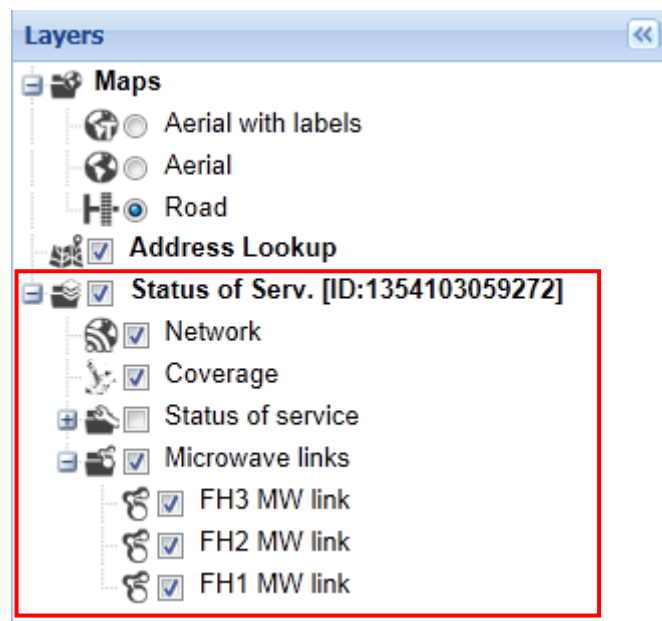 Layers
Maps
Aerial with labels
Aerial
Road
Address Lookup
Status of Serv. [ID:1354103059272]
Network
Coverage
Status of service
Microwave links
FH3 MW link
FH2 MW link
FH1 MW link